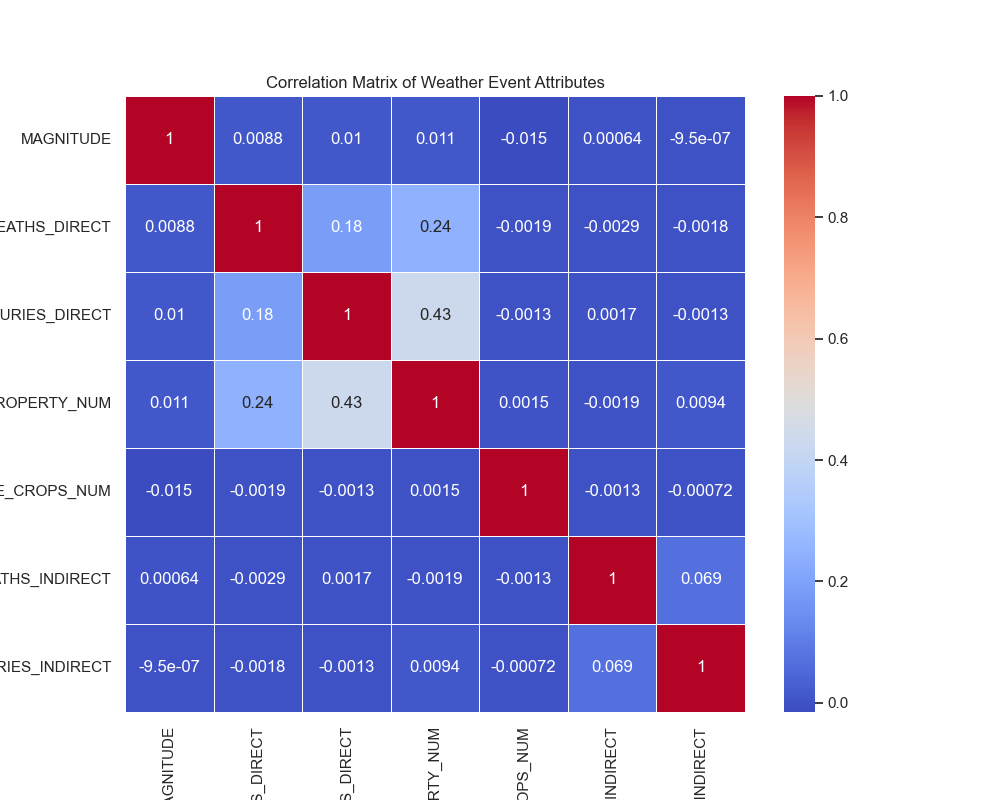 Correlation Matrix of Weather Event Attributes
MAGNITUDE 1 0.0088 0.01 0.011 -0.015 0.00064 -9.5e-07
EATHS_DIRECT 0.0088 1 0.18 0.24 -0.0019 -0.0029 -0.0018
URIES_DIRECT 0.01 0.18 1 0.43 -0.0013 0.0017 -0.0013
ROPERTY_NUM 0.011 0.24 0.43 1 0.0015 -0.0019 0.0094
E_CROPS_NUM -0.015 -0.0019 -0.0013 0.0015 1 -0.0013 -0.00072
ATHS_INDIRECT 0.00064 -0.0029 0.0017 -0.0019 -0.0013 1 0.069
RIES_INDIRECT -9.5e-07 -0.0018 -0.0013 0.0094 -0.00072 0.069 1
AGNITUDE
S_DIRECT
S_DIRECT
RTY_NUM
OPS_NUM
INDIRECT
INDIRECT
1.0
0.8
0.6
0.4
0.2
0.0